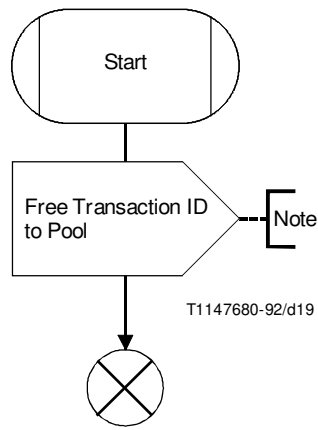 Start
Free Transaction ID
to Pool
Note
T1147680-92/d19